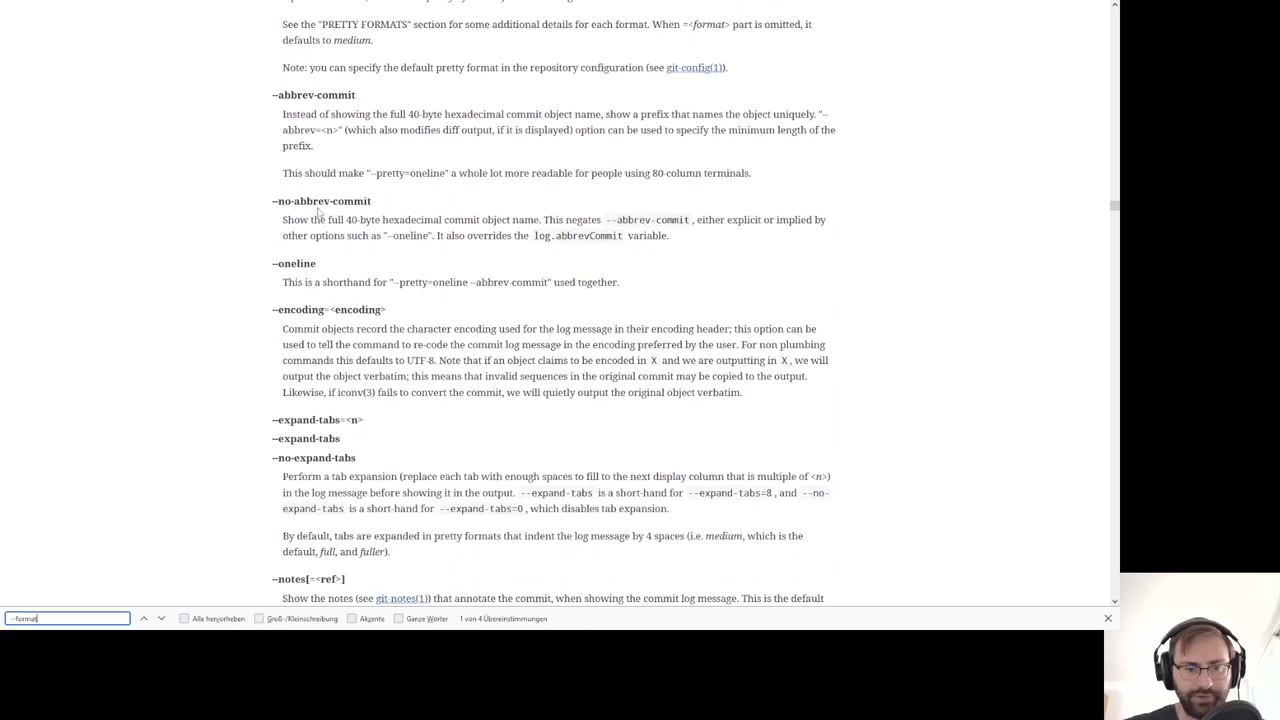 See the "PRETTY FORMATS" section for some additional details for each format. When =<format> part is omitted, it
defaults to medium.
Note: you can specify the default pretty format in the repository configuration (see git-config(1)).
--abbrev-commit
Instead of showing the full 40-byte hexadecimal commit object name, show a prefix that names the object uniquely. "--
abbrev=<n>" (which also modifies diff output, if it is displayed) option can be used to specify the minimum length of the
prefix.
This should make "--pretty=oneline" a whole lot more readable for people using 80-column terminals.
--no-abbrev-commit
Show the full 40-byte hexadecimal commit object name. This negates --abbrev-commit, either explicit or implied by
other options such as "--oneline". It also overrides the log.abbrevCommit variable.
--oneline
This is a shorthand for "--pretty=oneline --abbrev-commit" used together.
--encoding=<encoding>
Commit objects record the character encoding used for the log message in their encoding header; this option can be
used to tell the command to re-code the commit log message in the encoding preferred by the user. For non plumbing
commands this defaults to UTF-8. Note that if an object claims to be encoded in X and we are outputting in X, we will
output the object verbatim; this means that invalid sequences in the original commit may be copied to the output.
Likewise, if iconv(3) fails to convert the commit, we will quietly output the original object verbatim.
--expand-tabs=<n>
--expand-tabs
--no-expand-tabs
Perform a tab expansion (replace each tab with enough spaces to fill to the next display column that is multiple of <n>)
in the log message before showing it in the output. --expand-tabs is a short-hand for --expand-tabs=8, and --no-
expand-tabs is a short-hand for --expand-tabs=0, which disables tab expansion.
By default, tabs are expanded in pretty formats that indent the log message by 4 spaces (i.e. medium, which is the
default, full, and fuller).
--notes[=<ref>]
Show the notes (see git-notes(1)) that annotate the commit, when showing the commit log message. This is the default
--format Alle hervorheben Groß-/Kleinschreibung Akzente Ganze Wörter 1 von 4 Übereinstimmungen